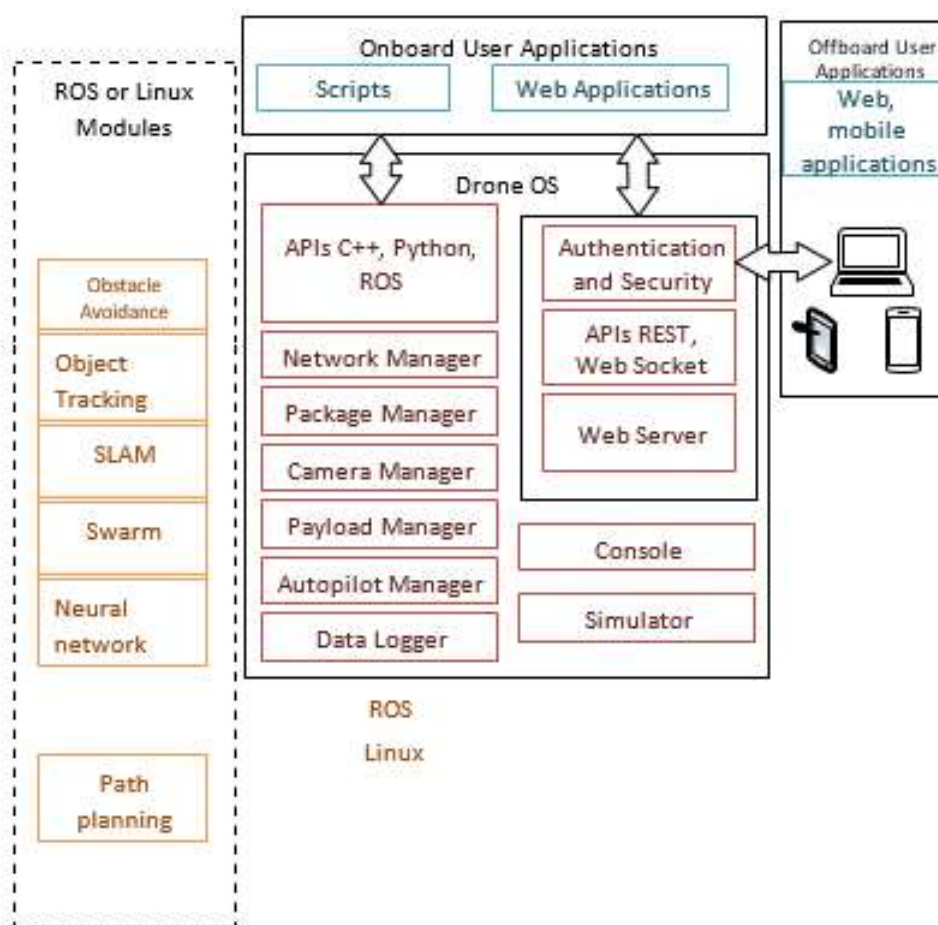 ROS or Linux
Modules
Obstacle
Avoidance
Object
Tracking
SLAM
Swarm
Neural
network
Path
planning
Onboard User Applications
Scripts
Web Applications
Drone OS
APIs C++, Python,
ROS
Network Manager
Package Manager
Camera Manager
Payload Manager
Autopilot Manager
Data Logger
Authentication
and Security
APIs REST,
Web Socket
Web Server
Console
Simulator
ROS
Linux
Offboard User
Applications
Web,
mobile
applications